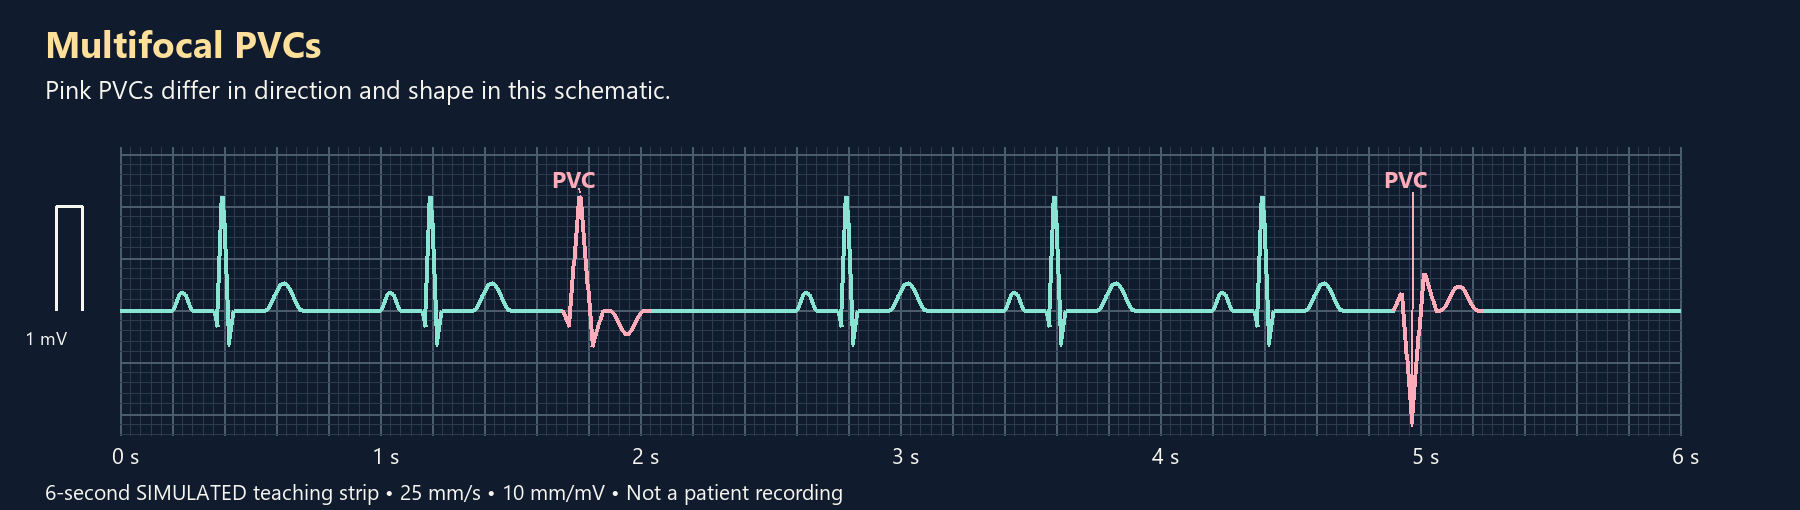 Multifocal PVCs
Pink PVCs differ in direction and shape in this schematic.
PVC PVC
1 mV
0 s 1 s 2 s 3 s 4 s 5 s 6 s
6-second SIMULATED teaching strip • 25 mm/s • 10 mm/mV • Not a patient recording